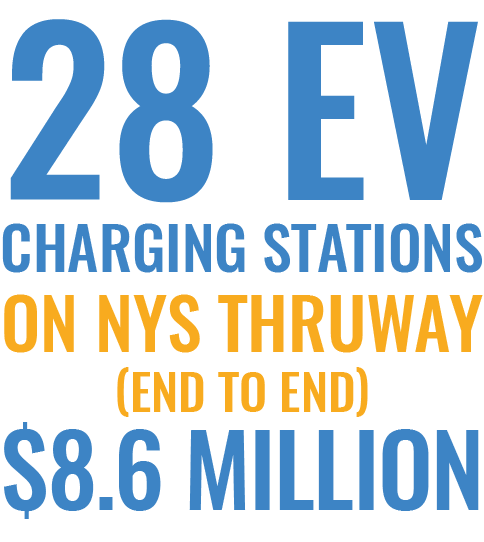 28 EV
CHARGING STATIONS
ON NYS THRUWAY
(END TO END)
$8.6 MILLION